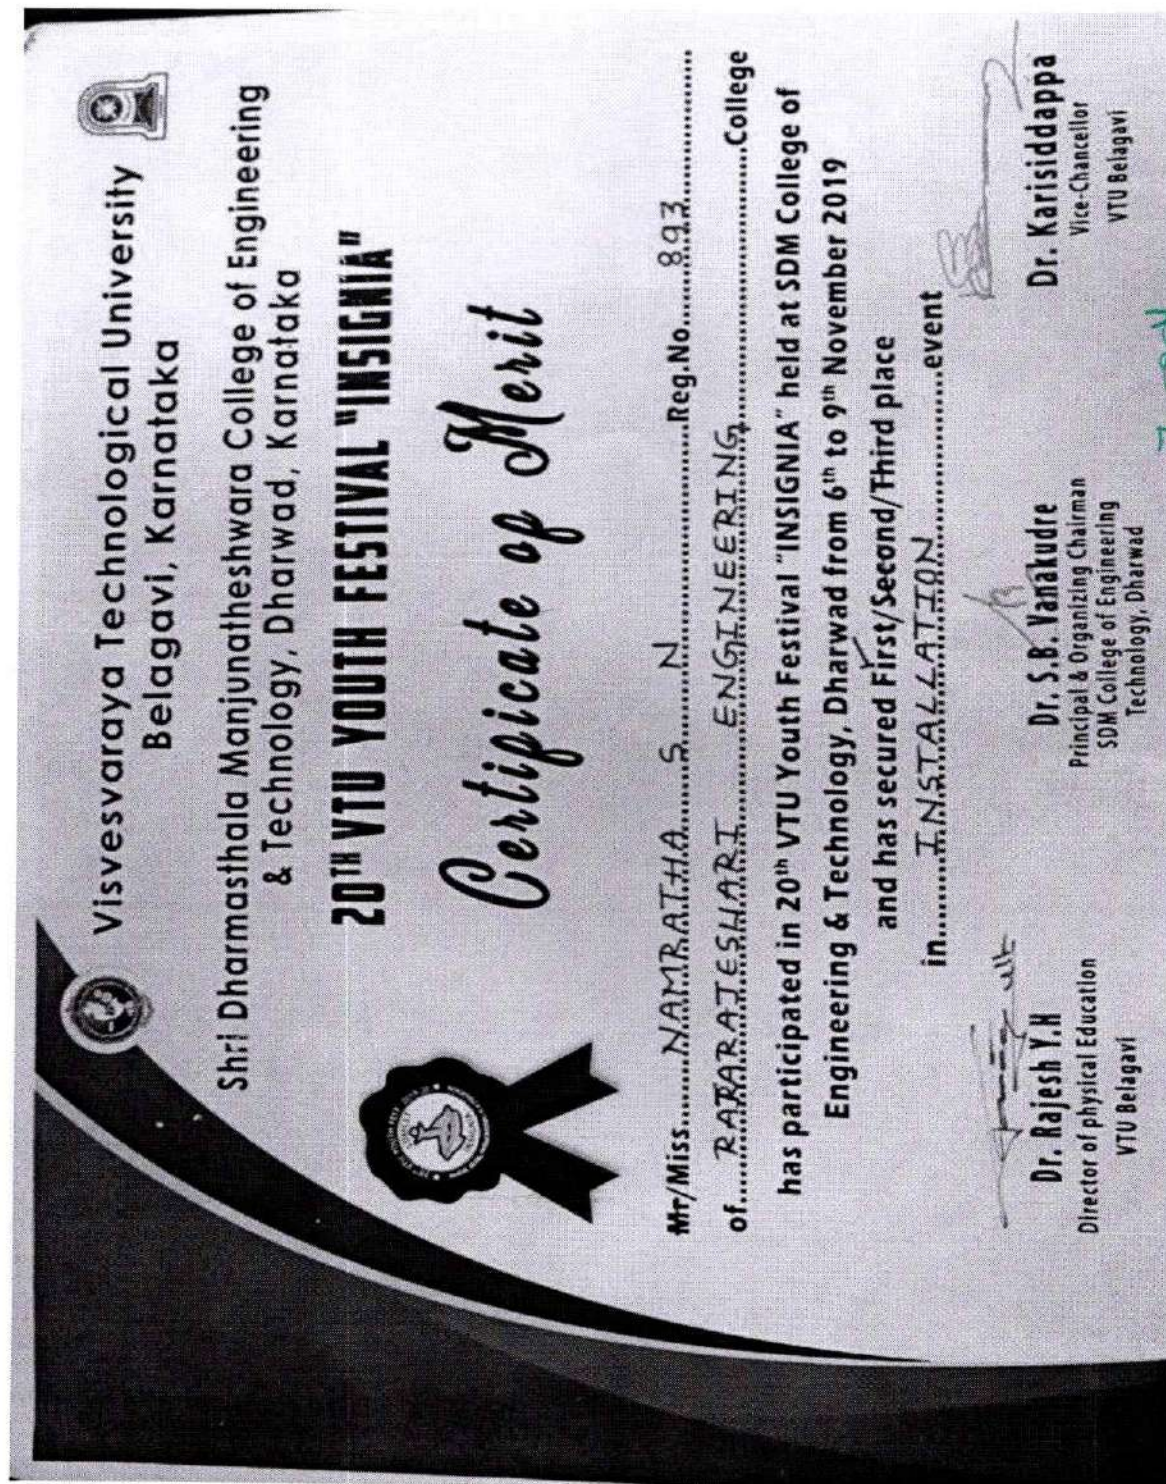 Visvesvaraya Technological University
Belagavi, Karnataka
Shri Dharmasthala Manjunatheshwara College of Engineering
& Technology, Dharwad, Karnataka
20TH VTU YOUTH FESTIVAL "INSIGNIA"
Certificate of Merit
Mr/Miss.....NAMRATHA S N.....Reg.No.....893.....
of.....RARARAJESHARI ENGINEERING.....College
has participated in 20th VTU Youth Festival "INSIGNIA" held at SDM College of
Engineering & Technology, Dharwad from 6th to 9th November 2019
and has secured First/Second/Third place
in.....INSTALLATION.....event
Dr. Rajesh Y.H
Director of physical Education
VTU Belagavi
Dr. S.B. Vanakudre
Principal & Organizing Chairman
SDM College of Engineering
Technology, Dharwad
Dr. Karisiddappa
Vice-Chancellor
VTU Belagavi